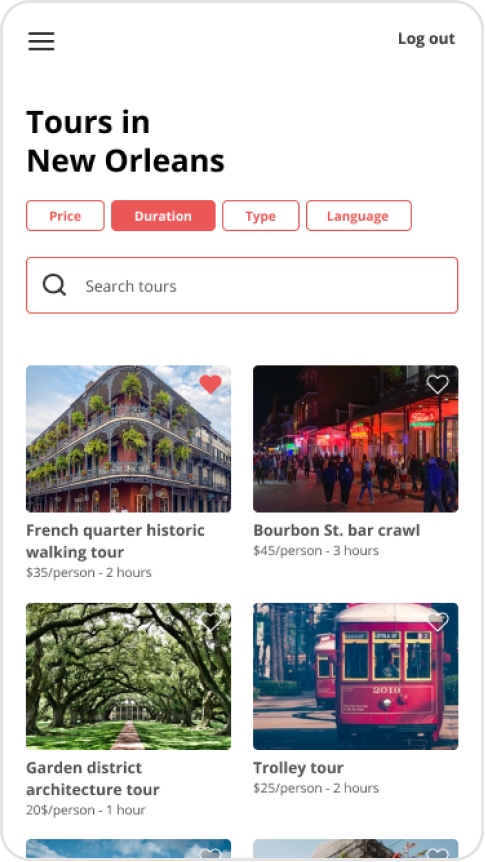 Log out
Tours in
New Orleans
Price
Duration
Type
Language
Search tours
French quarter historic
walking tour
$35/person - 2 hours
Bourbon St. bar crawl
$45/person - 3 hours
2019
Garden district
architecture tour
20$/person - 1 hour
Trolley tour
$25/person - 2 hours